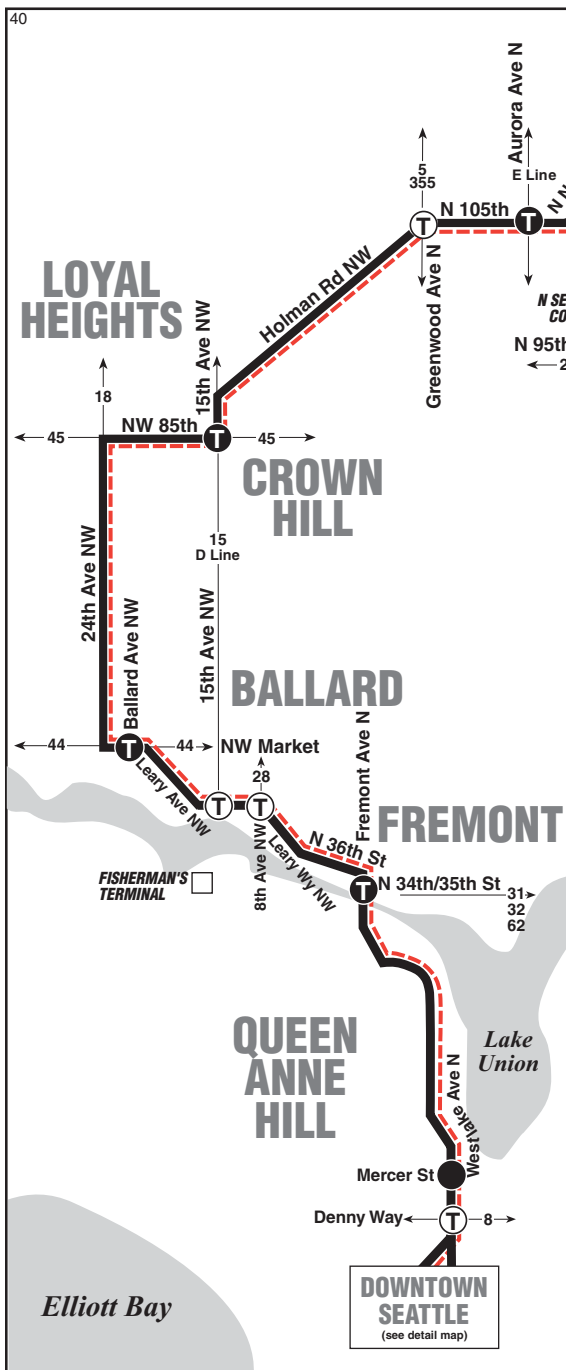 40
Aurora Ave N
5
355
E Line
N 105th
N N
Holman Rd NW
Greenwood Ave N
LOYAL
HEIGHTS
15th Ave NW
N SE
CO
N 95th
2
18
NW 85th
45
T
45
T
T
CROWN
HILL
15
D Line
24th Ave NW
Ballard Ave NW
15th Ave NW
BALLARD
44
T
44
NW Market
28
Fremont Ave N
Leary Ave NW
T
T
FREMONT
N 36th St
8th Ave NW
Leary Wy NW
FISHERMAN'S
TERMINAL
T
N 34th/35th St
31
32
62
QUEEN
ANNE
HILL
Lake
Union
Westlake Ave N
Mercer St
Denny Way
T
8
DOWNTOWN
SEATTLE
(see detail map)
Elliott Bay